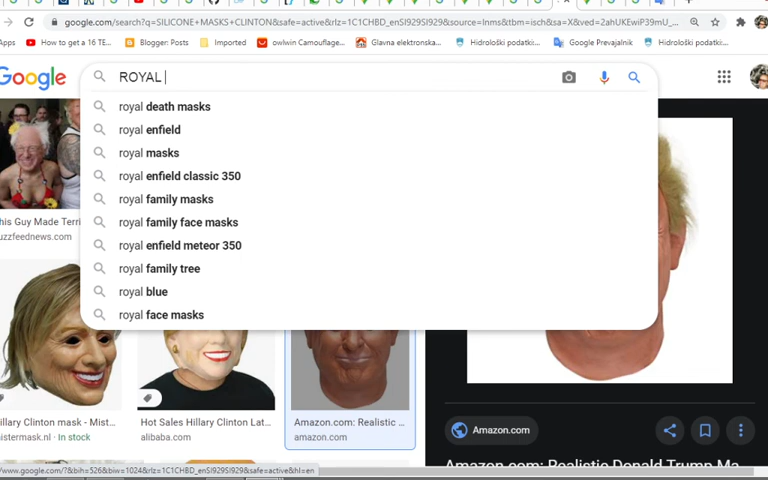 google.com/search?q=SILICONE+MASKS+CLINTON&safe=active&rlz=1C1CHBD_enSI929SI929&source=lnms&tbm=isch&sa=X&ved=2ahUKEwiP39mU_...
Apps How to get a 16 TE... Blogger: Posts Imported owlwin Camouflage... Glavna elektronska... Hidrološki podatki:... Google Prevajalnik Hidrološki podatki:...
Google
ROYAL
royal death masks
royal enfield
royal masks
royal enfield classic 350
royal family masks
royal family face masks
royal enfield meteor 350
royal family tree
royal blue
royal face masks
his Guy Made Terri
uzzfeednews.com
illary Clinton mask - Mist...
istermask.nl · In stock
Hot Sales Hillary Clinton Lat...
alibaba.com
Amazon.com: Realistic ...
amazon.com
Amazon.com
Amazon.com: Realistic Donald Trump Ma
/www.google.com/?&bih=526&biw=1024&rlz=1C1CHBD_enSI929SI929&safe=active&hl=en